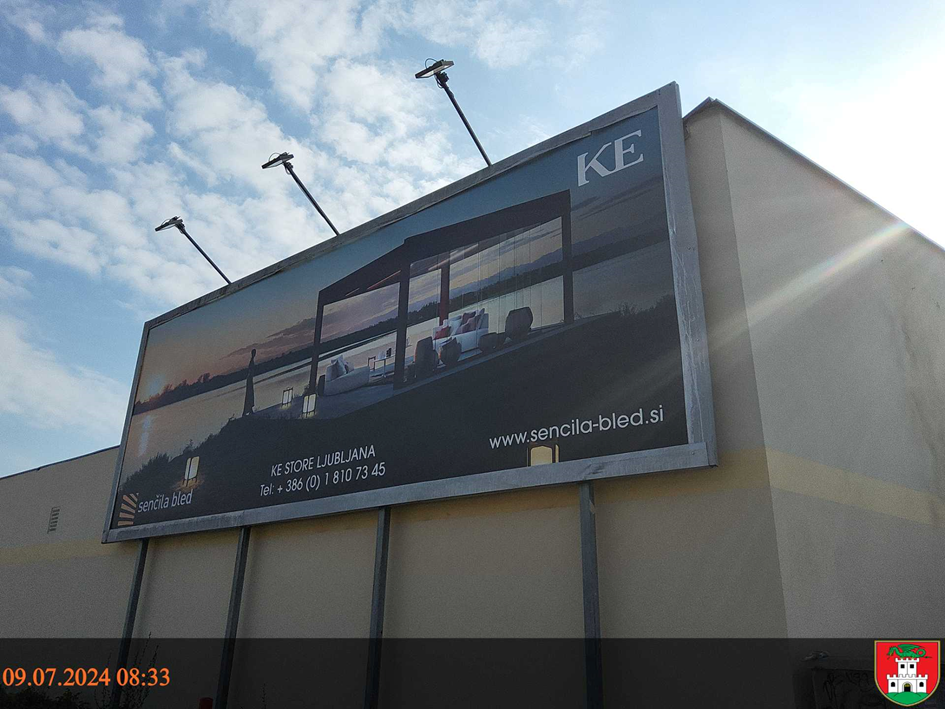 KE
www.sencila-bled.si
KE STORE LJUBLJANA
Tel: + 386 (0) 1 810 73 45
senčila bled
09.07.2024 08:33